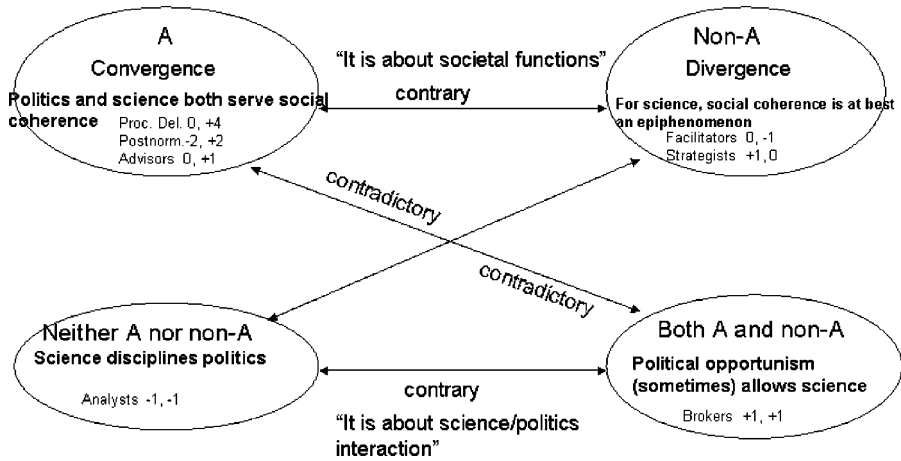 A
Convergence
Politics and science both serve social
coherence
Proc. Del. 0, +4
Postnorm.-2, +2
Advisors 0, +1
"It is about societal functions"
contrary
Non-A
Divergence
For science, social coherence is at best
an epiphenomenon
Facilitators 0, -1
Strategists +1,0
contradictory
contradictory
Neither A nor non-A
Science disciplines politics
Analysts -1, -1
contrary
"It is about science/politics
interaction"
Both A and non-A
Political opportunism
(sometimes) allows science
Brokers +1, +1